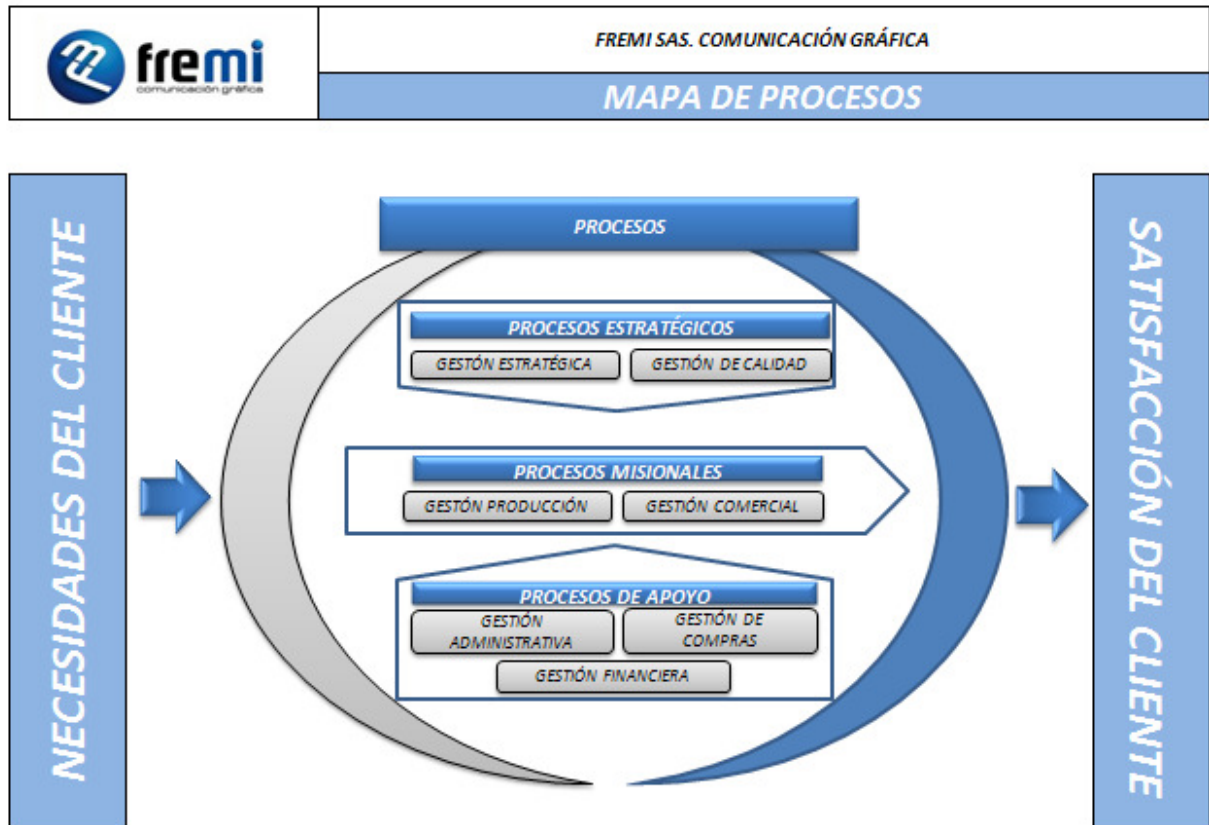 fremi
comunicación gráfica
FREMI SAS. COMUNICACIÓN GRÁFICA
MAPA DE PROCESOS
NECESIDADES DEL CLIENTE
PROCESOS
PROCESOS ESTRATÉGICOS
GESTÓN ESTRATÉGICA
GESTIÓN DE CALIDAD
PROCESOS MISIONALES
GESTÓN PRODUCCIÓN
GESTIÓN COMERCIAL
PROCESOS DE APOYO
GESTIÓN
ADMINISTRATIVA
GESTIÓN DE
COMPRAS
GESTIÓN FINANCIERA
SATISFACCIÓN DEL CLIENTE